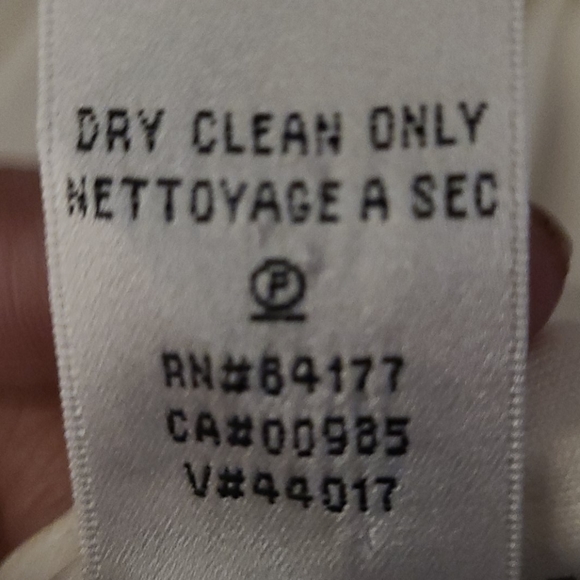 DRY CLEAN ONLY
NETTOYAGE A SEC
P
RN#64177
CA#00985
V#44017